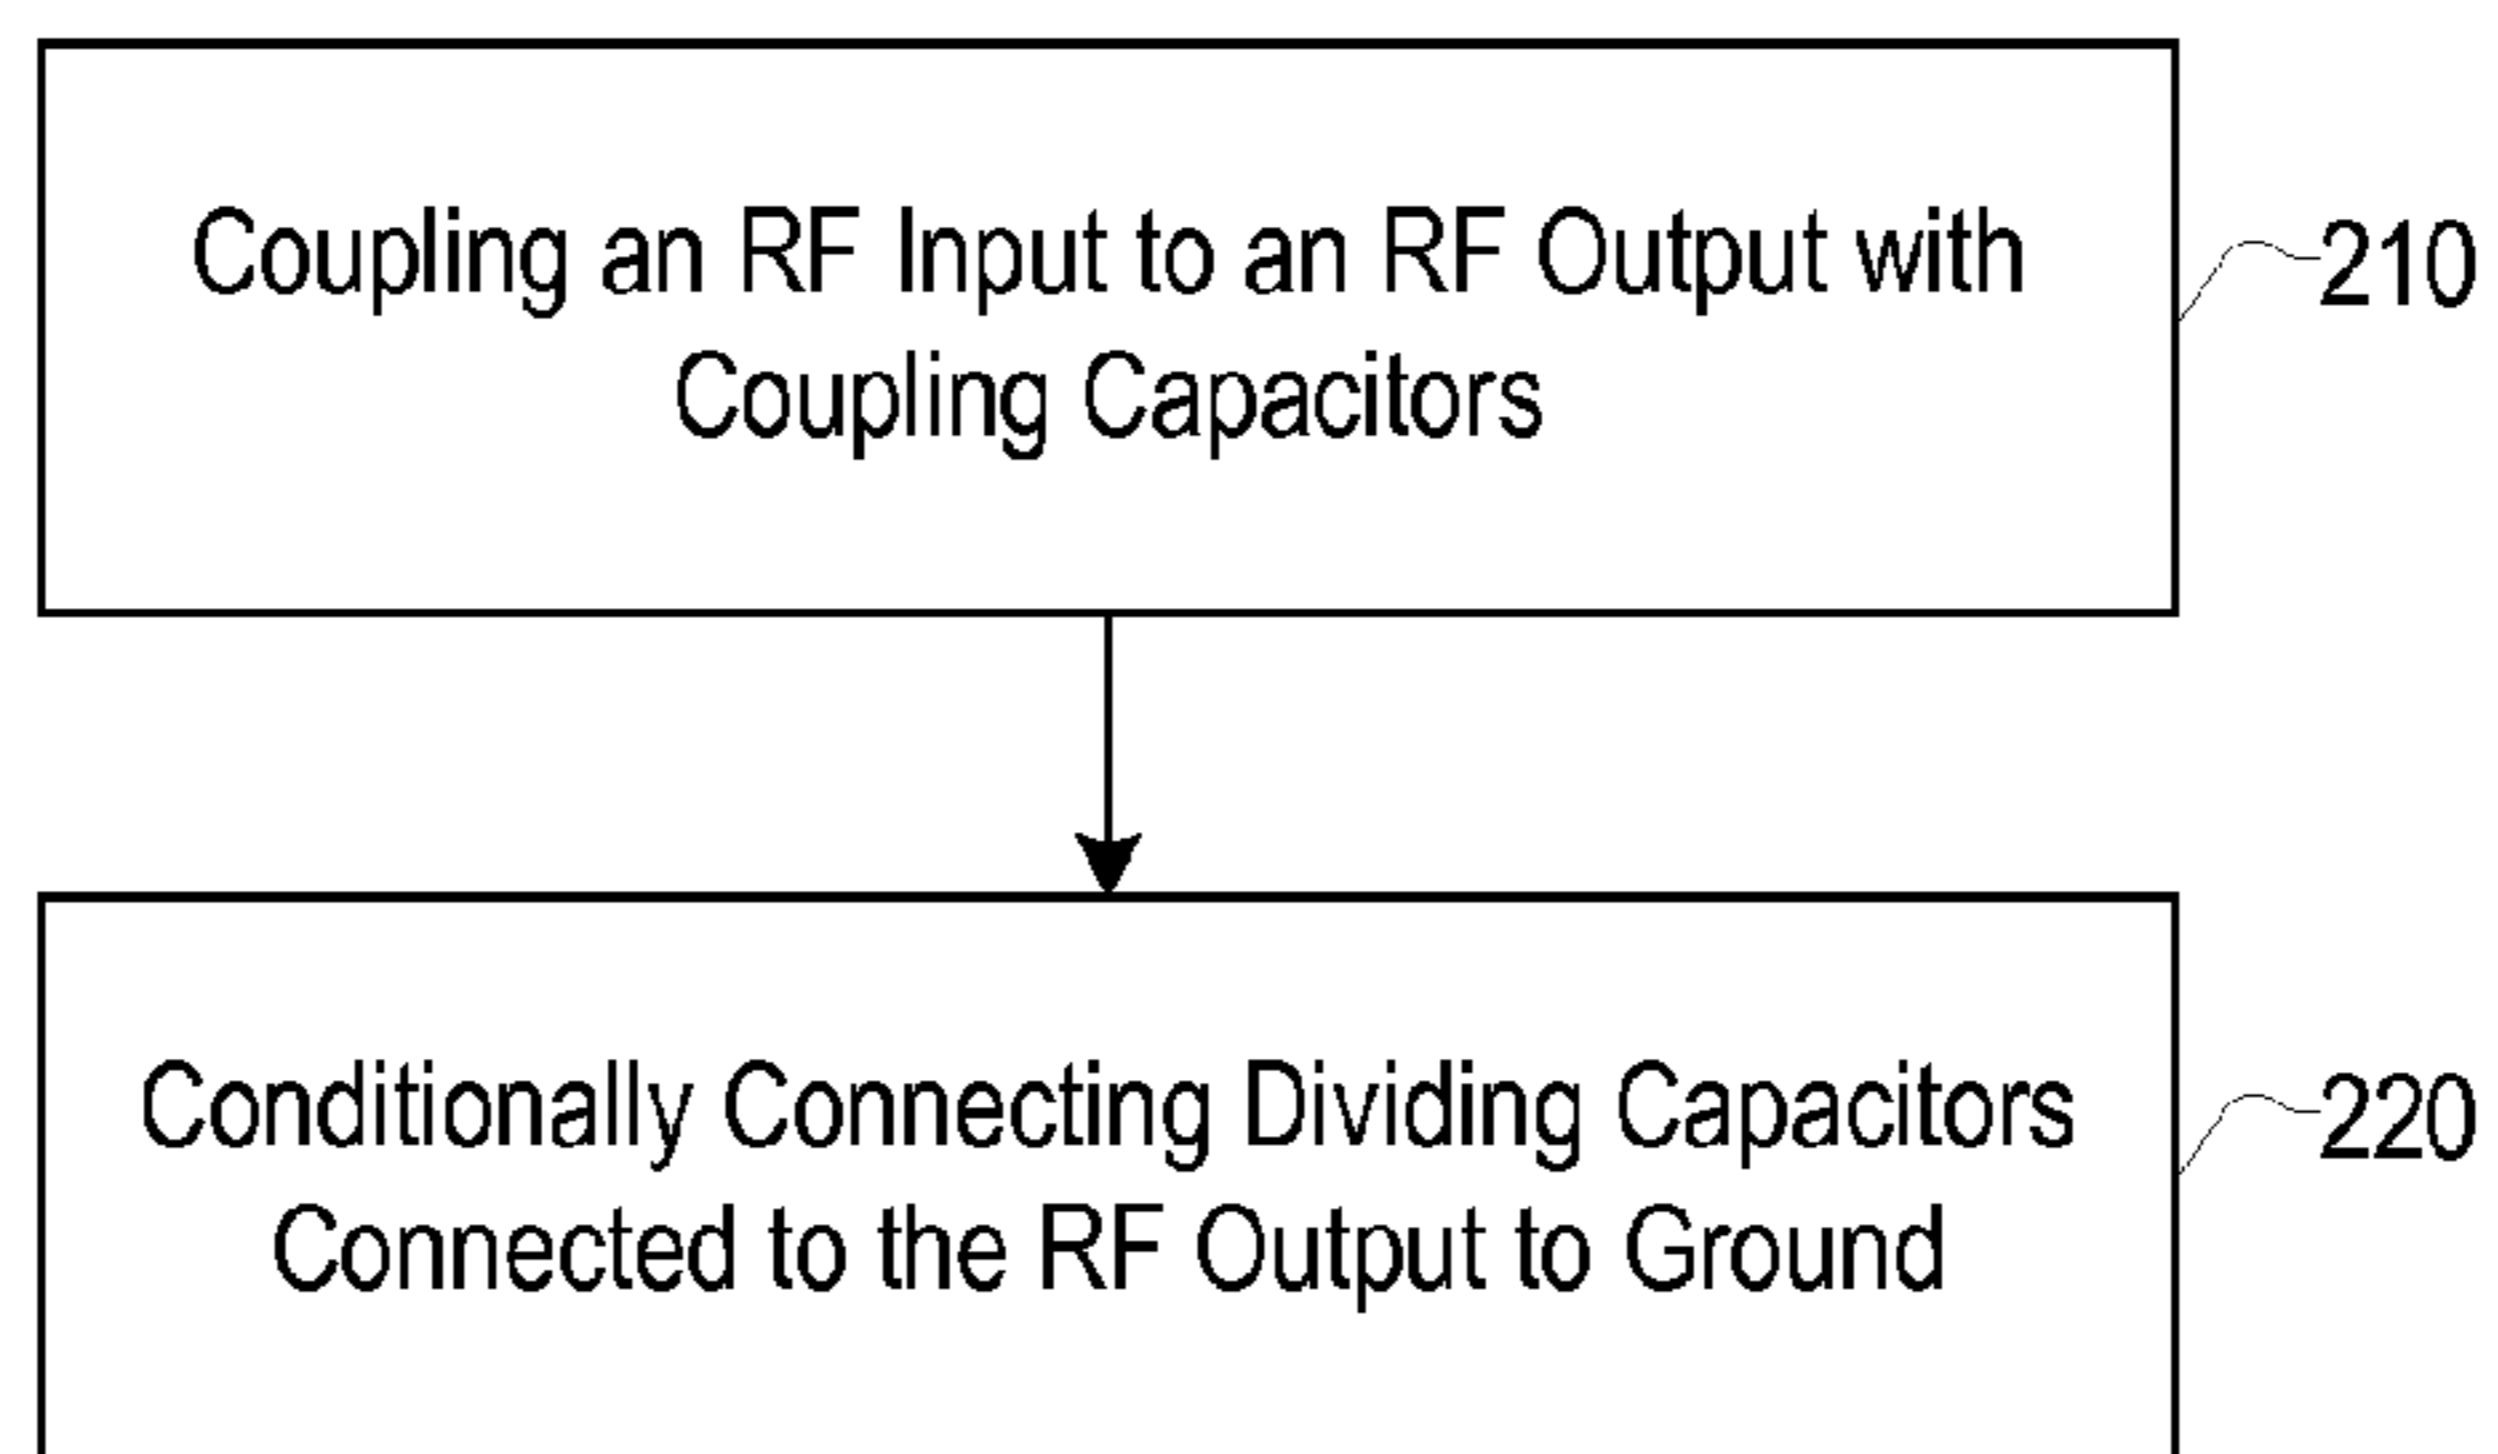 Coupling an RF Input to an RF Output with
Coupling Capacitors
210
Conditionally Connecting Dividing Capacitors
Connected to the RF Output to Ground
220